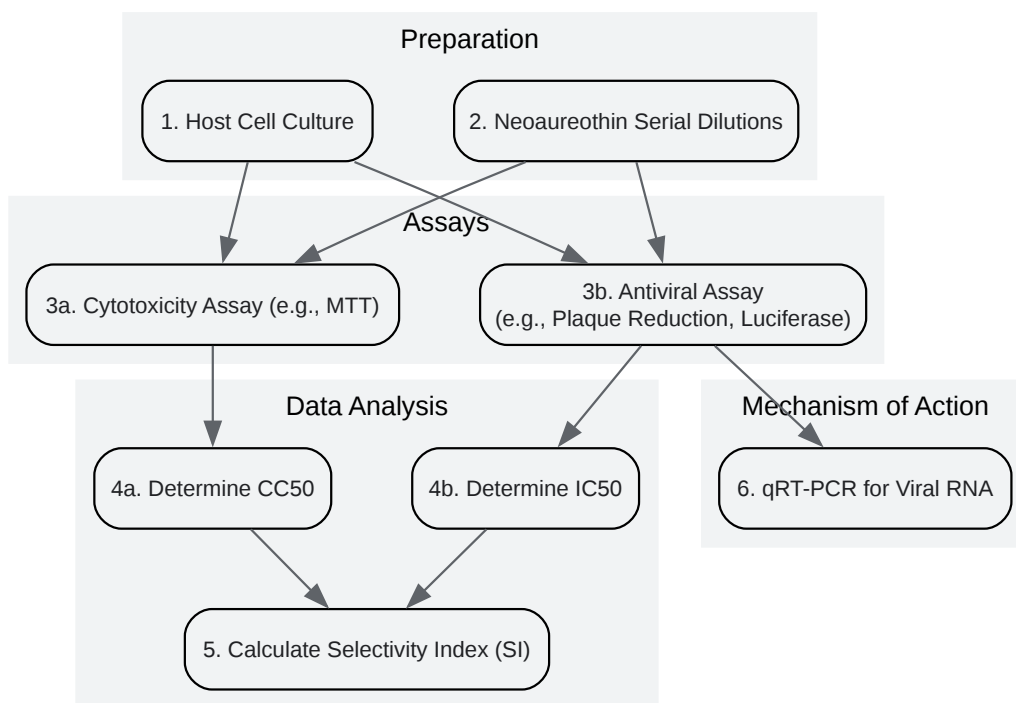 Preparation
1. Host Cell Culture
2. Neoaureothin Serial Dilutions
Assays
3a. Cytotoxicity Assay (e.g., MTT)
3b. Antiviral Assay
(e.g., Plaque Reduction, Luciferase)
Data Analysis
Mechanism of Action
4a. Determine CC50
4b. Determine IC50
6. qRT-PCR for Viral RNA
5. Calculate Selectivity Index (SI)